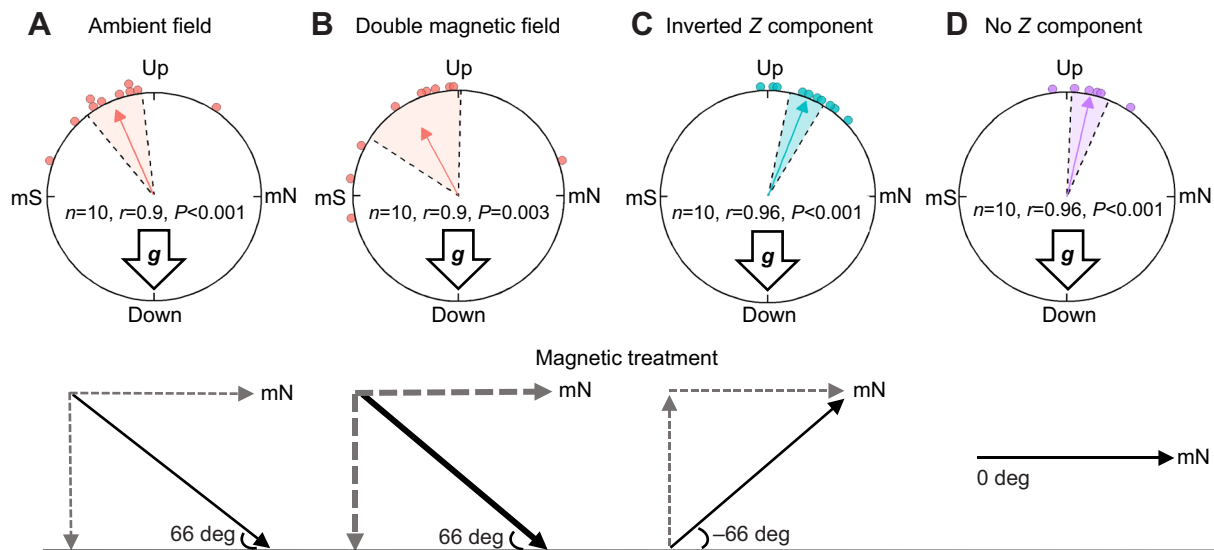 A Ambient field
B Double magnetic field
C Inverted Z component
D No Z component
Up
Up
Up
Up
mS
mN
mS
mN
mS
mN
mS
mN
n=10, r=0.9, P<0.001
n=10, r=0.9, P=0.003
n=10, r=0.96, P<0.001
n=10, r=0.96, P<0.001
g
g
g
g
Down
Down
Down
Down
Magnetic treatment
mN
mN
mN
mN
0 deg
66 deg
66 deg
–66 deg